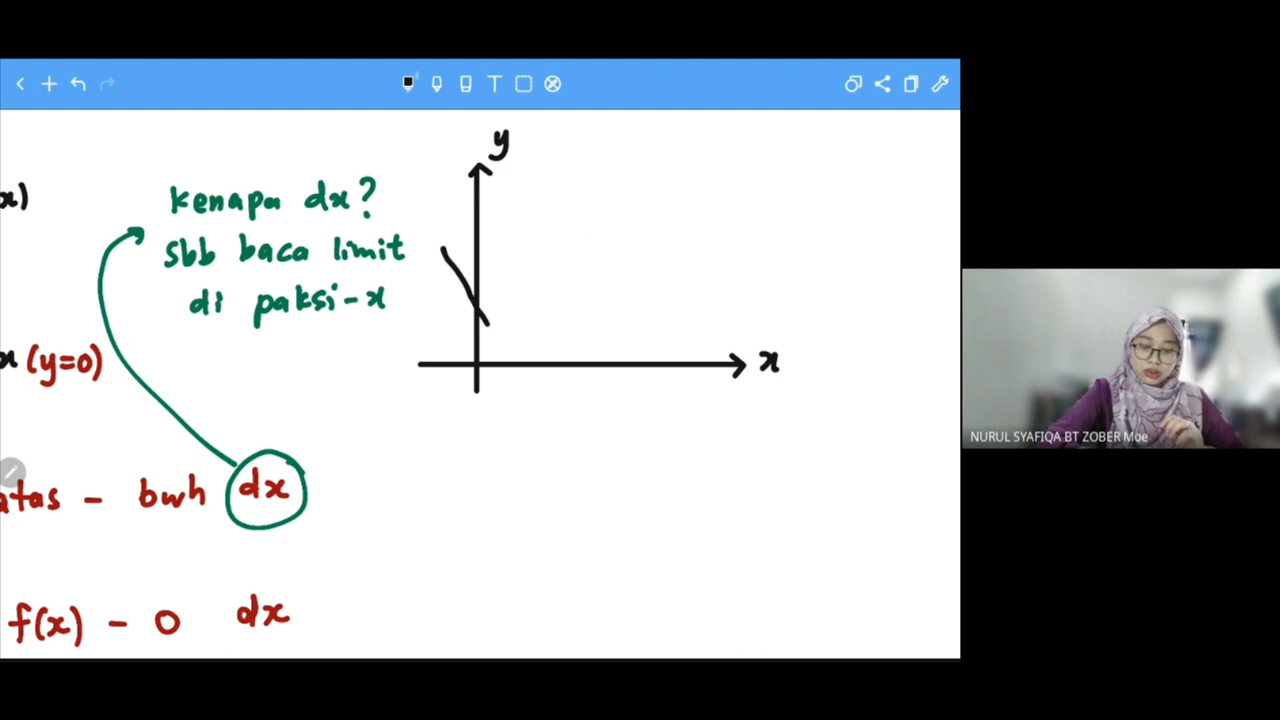 x)
kenapa dx?
sbb baca limit
di paksi-x
y
x
x (y=0)
atas - bwh dx
f(x) - 0 dx
T
NURUL SYAFIQA BT ZOBER Moe